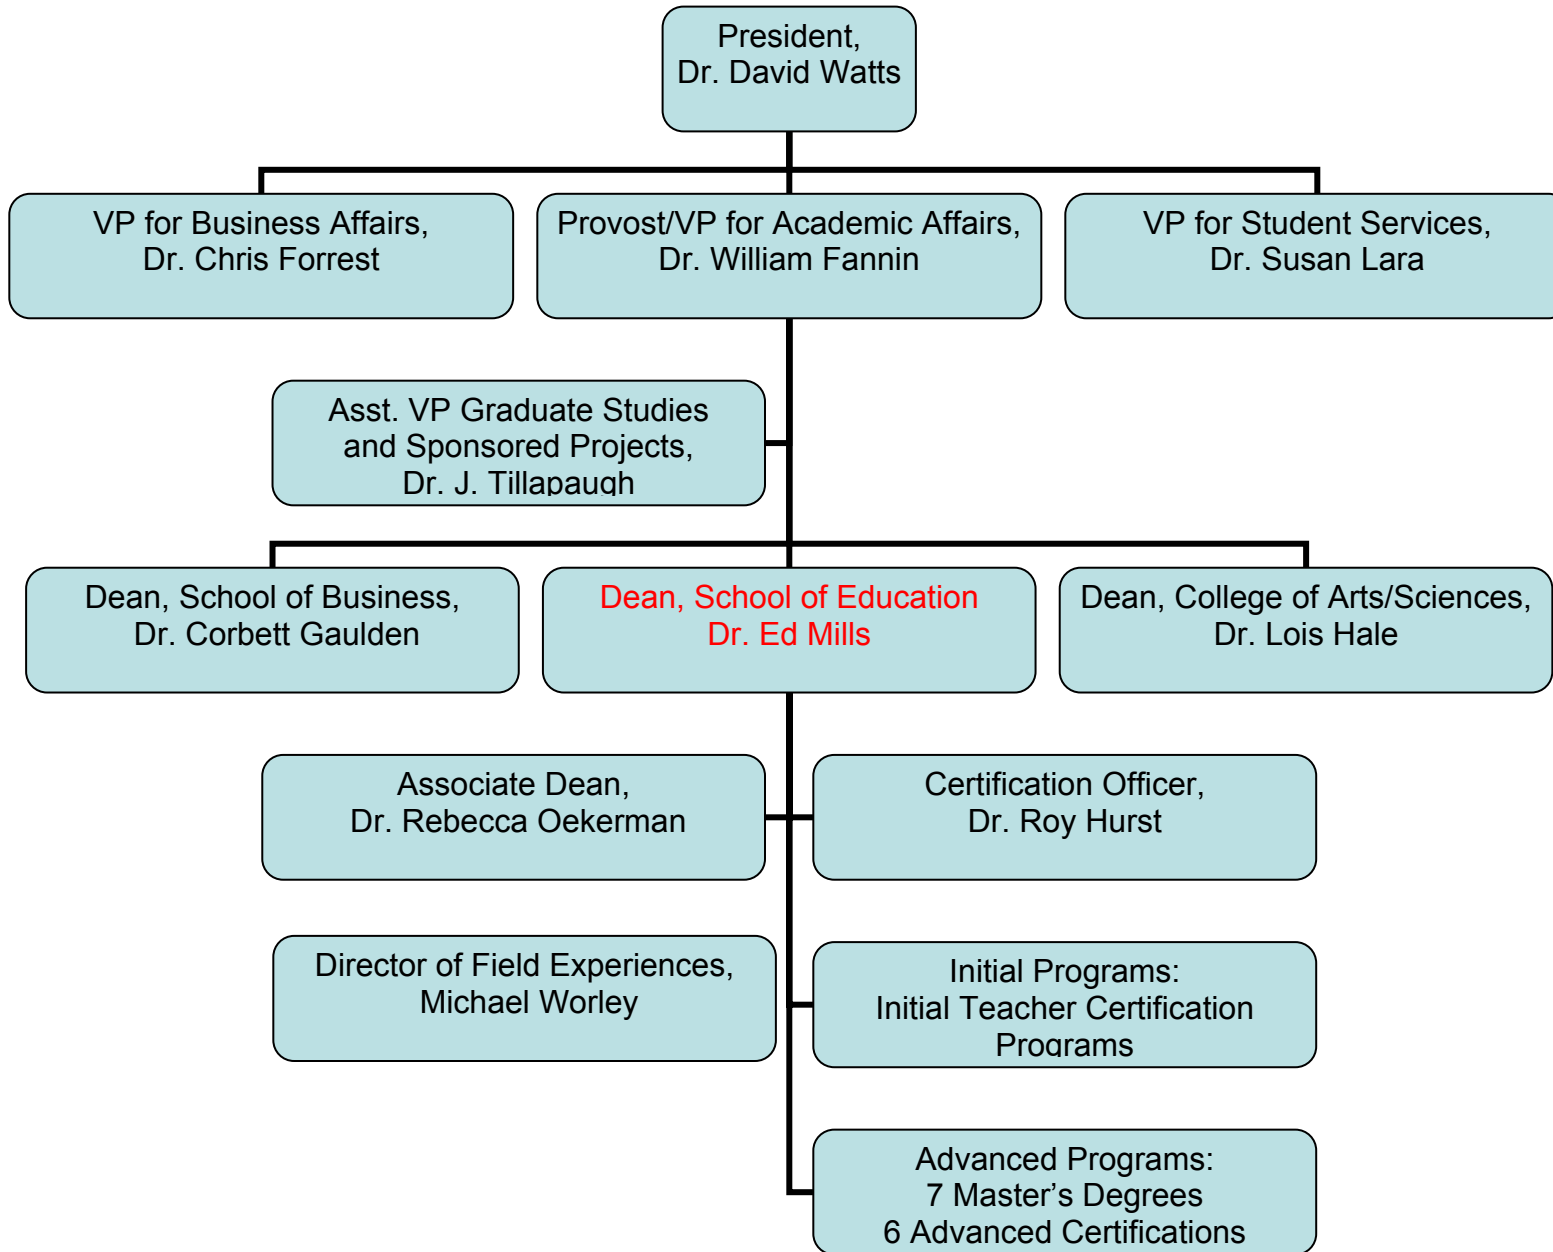 President,
Dr. David Watts
VP for Business Affairs,
Dr. Chris Forrest
Provost/VP for Academic Affairs,
Dr. William Fannin
VP for Student Services,
Dr. Susan Lara
Asst. VP Graduate Studies
and Sponsored Projects,
Dr. J. Tillapaugh
Dean, School of Business,
Dr. Corbett Gaulden
Dean, School of Education
Dr. Ed Mills
Dean, College of Arts/Sciences,
Dr. Lois Hale
Associate Dean,
Dr. Rebecca Oekerman
Certification Officer,
Dr. Roy Hurst
Director of Field Experiences,
Michael Worley
Initial Programs:
Initial Teacher Certification
Programs
Advanced Programs:
7 Master’s Degrees
6 Advanced Certifications